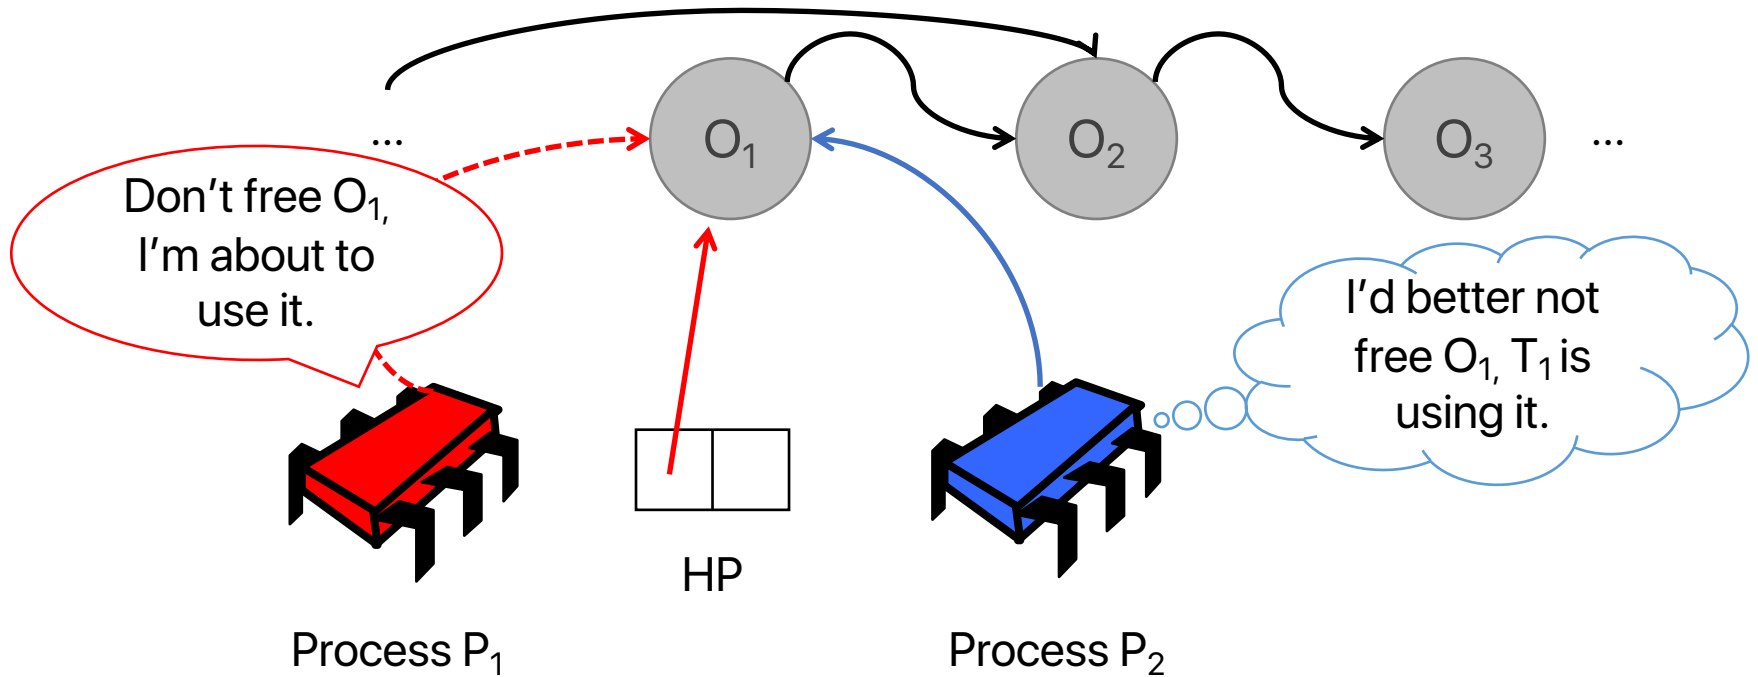 ...
O₁
O₂
O₃
...
Don't free O₁,
I'm about to
use it.
I'd better not
free O₁, T₁ is
using it.
HP
Process P₁
Process P₂